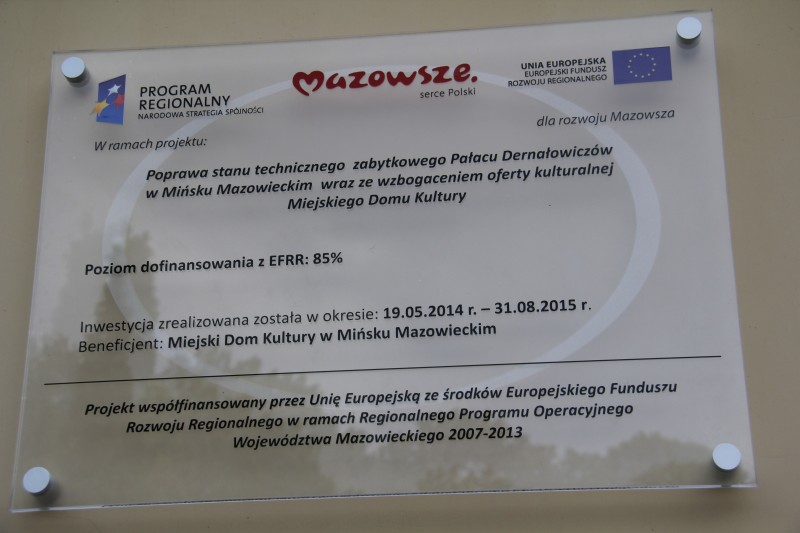 PROGRAM
REGIONALNY
NARODOWA STRATEGIA SPÓJNOŚCI
Mazowsze.
serce Polski
UNIA EUROPEJSKA
EUROPEJSKI FUNDUSZ
ROZWOJU REGIONALNEGO
dla rozwoju Mazowsza
W ramach projektu:
Poprawa stanu technicznego zabytkowego Pałacu Dernałowiczów
w Mińsku Mazowieckim wraz ze wzbogaceniem oferty kulturalnej
Miejskiego Domu Kultury
Poziom dofinansowania z EFRR: 85%
Inwestycja zrealizowana została w okresie: 19.05.2014 r. – 31.08.2015 r.
Beneficjent: Miejski Dom Kultury w Mińsku Mazowieckim
Projekt współfinansowany przez Unię Europejską ze środków Europejskiego Funduszu
Rozwoju Regionalnego w ramach Regionalnego Programu Operacyjnego
Województwa Mazowieckiego 2007-2013